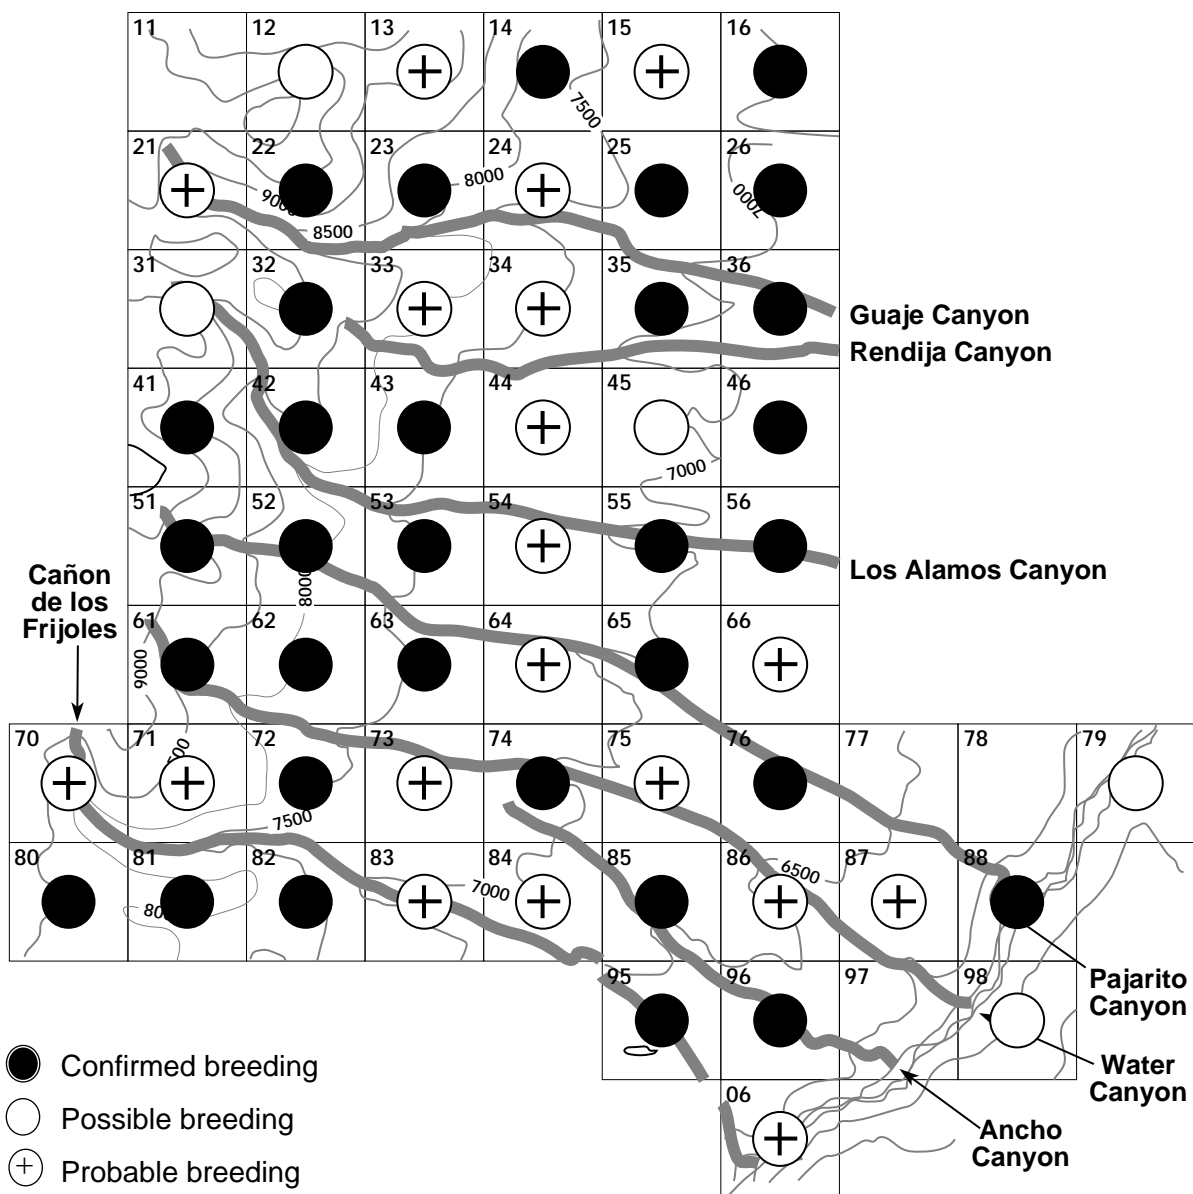 11 12 13 14 15 16
7500
21 22 23 24 25 26
8000
9000
7000
8500
31 32 33 34 35 36
Guaje Canyon
Rendija Canyon
41 42 43 44 45 46
7000
51 52 53 54 55 56
Los Alamos Canyon
Cañon
de los
Frijoles
8000
61 62 63 64 65 66
9000
70 71 72 73 74 75 76 77 78 79
7500
80 81 82 83 84 85 86 87 88
6500
7000
95 96 97 98
Pajarito
Canyon
Water
Canyon
06
Ancho
Canyon
Confirmed breeding
Possible breeding
Probable breeding